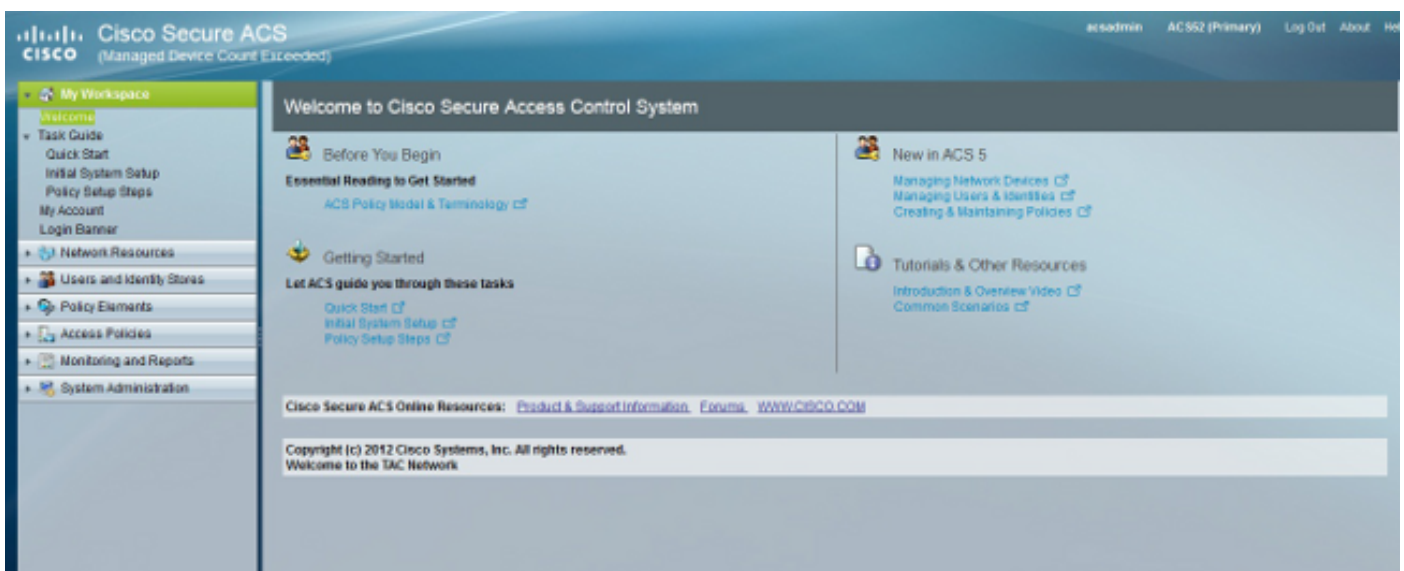 CISCO
Cisco Secure ACS
(Managed Device Count Exceeded)
acsadmin ACS52 (Primary) Log Out About Hel
My Workspace
Welcome
Task Guide
Quick Start
Initial System Setup
Policy Setup Steps
My Account
Login Banner
Network Resources
Users and Identity Stores
Policy Elements
Access Policies
Monitoring and Reports
System Administration
Welcome to Cisco Secure Access Control System
Before You Begin
Essential Reading to Get Started
ACS Policy Model & Terminology
Getting Started
Let ACS guide you through these tasks
Quick Start
Initial System Setup
Policy Setup Steps
New in ACS 5
Managing Network Devices
Managing Users & Identities
Creating & Maintaining Policies
Tutorials & Other Resources
Introduction & Overview Video
Common Scenarios
Cisco Secure ACS Online Resources: Product & Support Information, Forums, WWW.CISCO.COM
Copyright (c) 2012 Cisco Systems, Inc. All rights reserved.
Welcome to the TAC Network